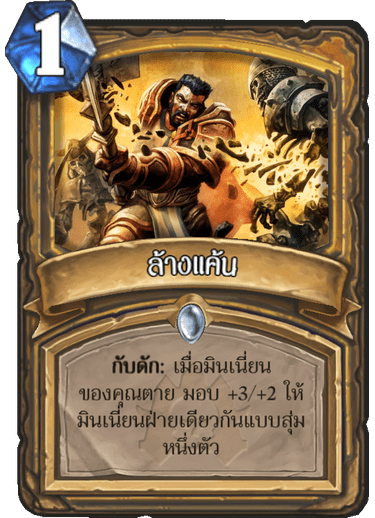 1
ล้างแค้น
กับดัก: เมื่อมินเนี่ยน
ของคุณตาย มอบ +3/+2 ให้
มินเนี่ยนฝ่ายเดียวกันแบบสุ่ม
หนึ่งตัว